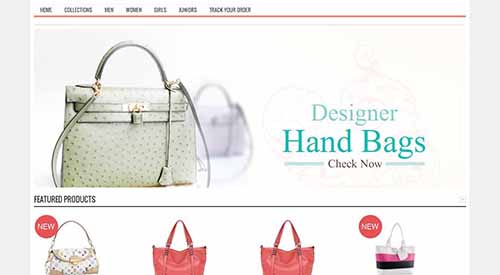 HOME COLLECTIONS MEN WOMEN GIRLS JUNIORS TRACK YOUR ORDER
Designer
Hand Bags
Check Now
FEATURED PRODUCTS
NEW NEW